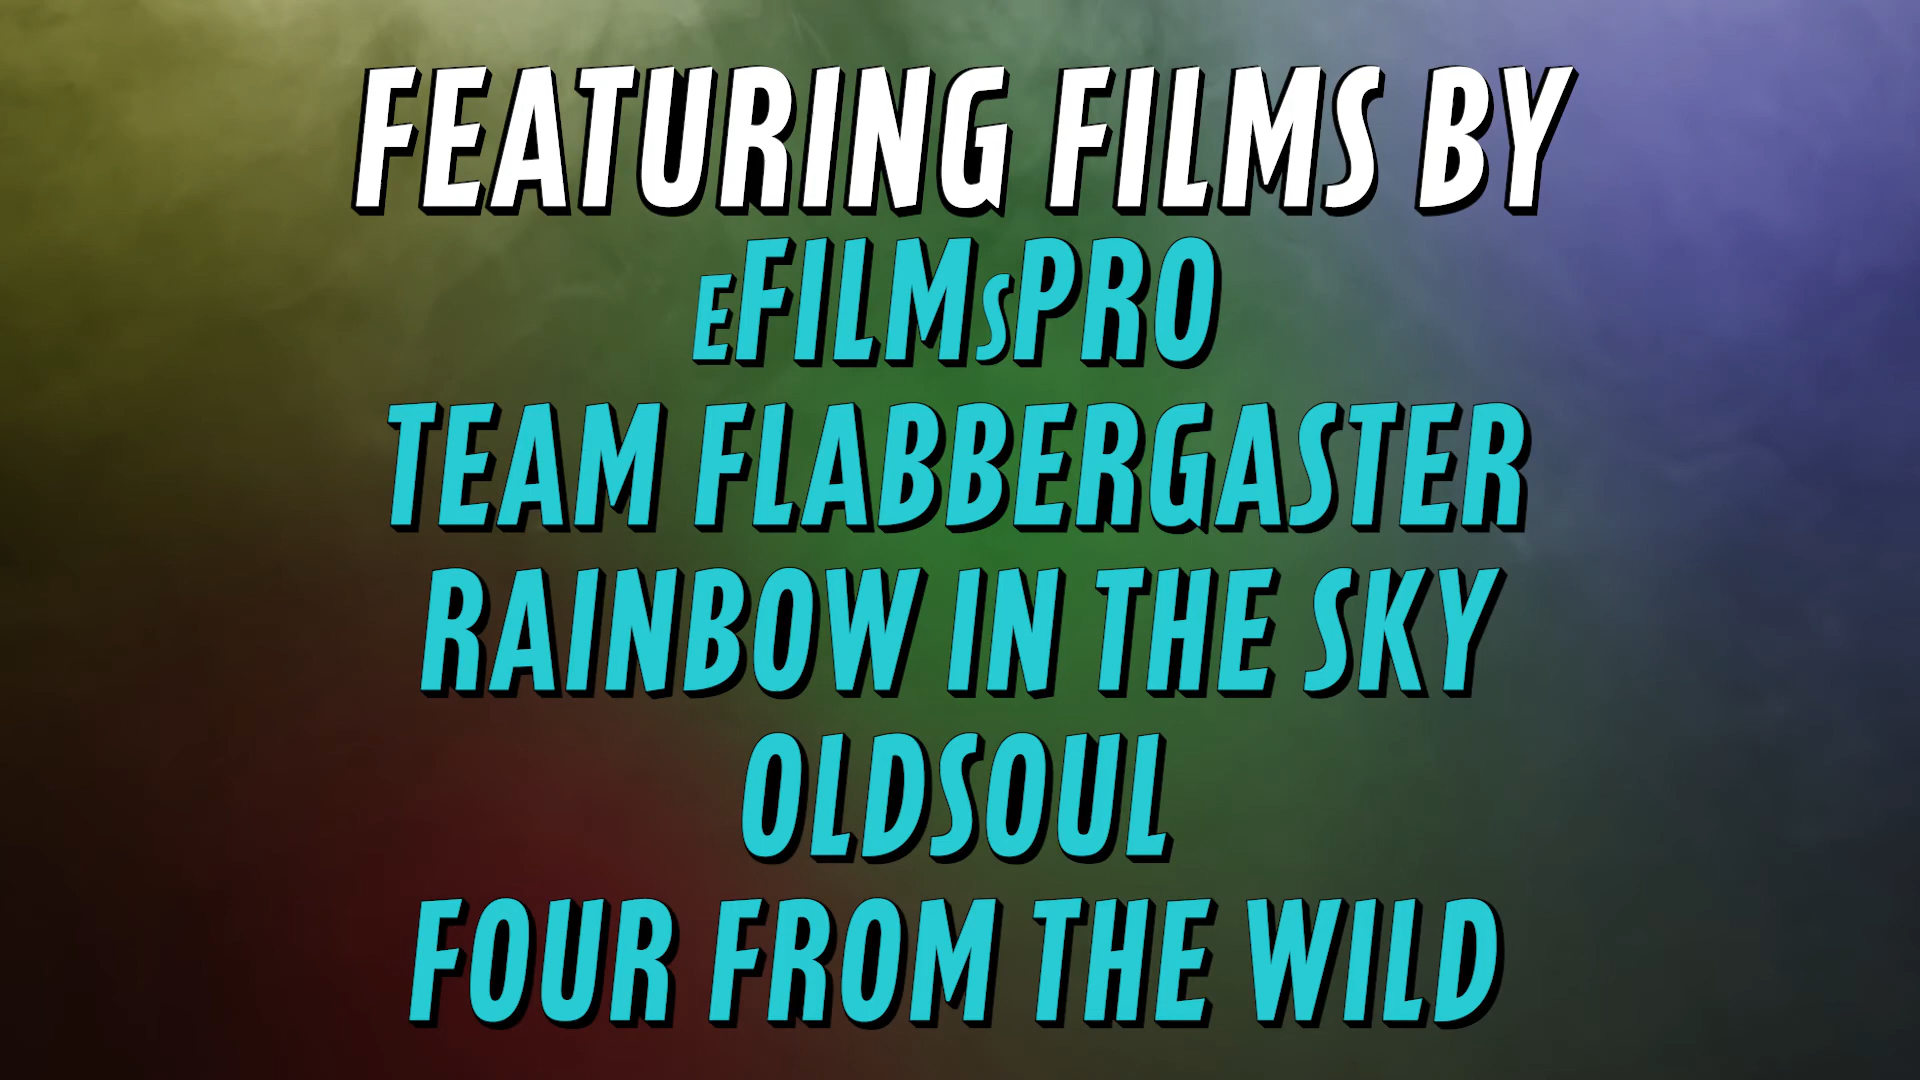 FEATURING FILMS BY
eFILMsPRO
TEAM FLABBERGASTER
RAINBOW IN THE SKY
OLDSOUL
FOUR FROM THE WILD